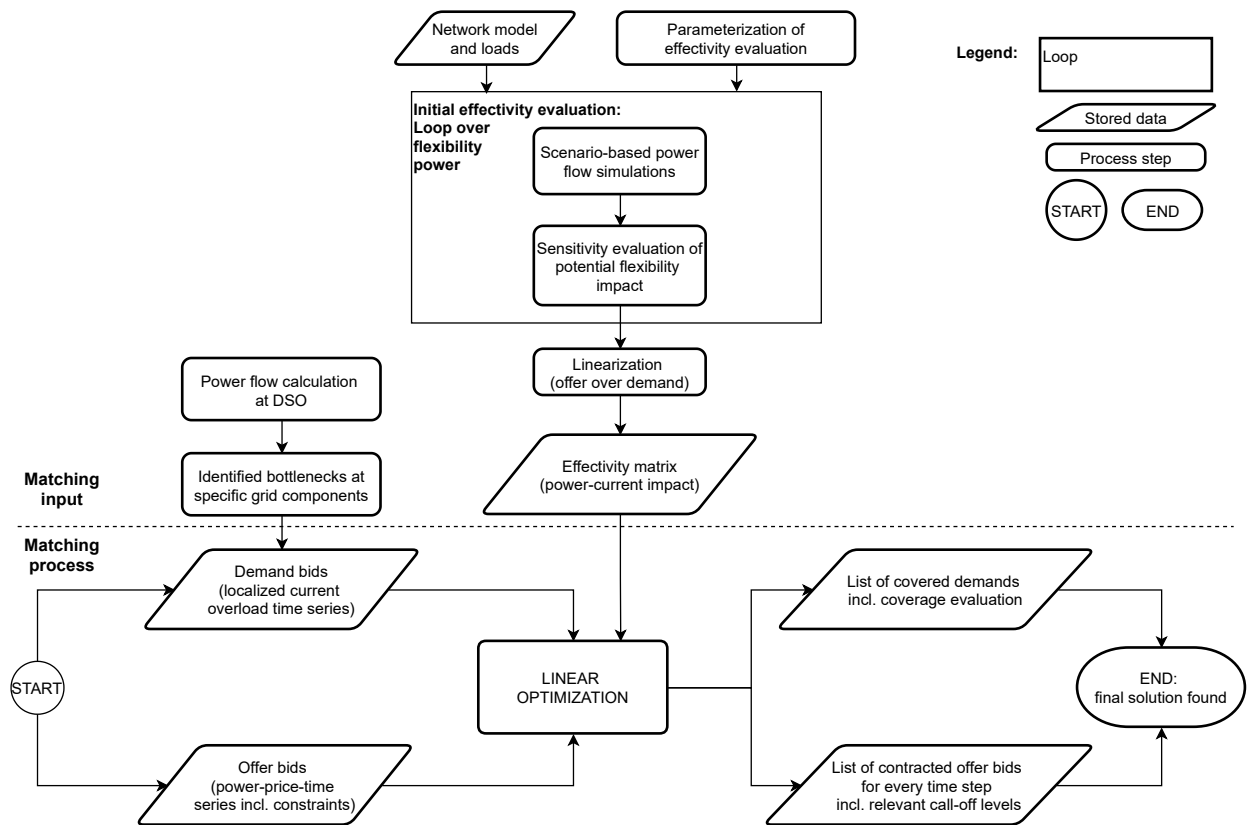 Network model
and loads
Parameterization of
effectivity evaluation
Legend:
Loop
Stored data
Process step
START
END
Initial effectivity evaluation:
Loop over
flexibility
power
Scenario-based power
flow simulations
Sensitivity evaluation of
potential flexibility
impact
Linearization
(offer over demand)
Power flow calculation
at DSO
Identified bottlenecks at
specific grid components
Effectivity matrix
(power-current impact)
Matching
input
Matching
process
Demand bids
(localized current
overload time series)
List of covered demands
incl. coverage evaluation
START
LINEAR
OPTIMIZATION
END:
final solution found
Offer bids
(power-price-time
series incl. constraints)
List of contracted offer bids
for every time step
incl. relevant call-off levels